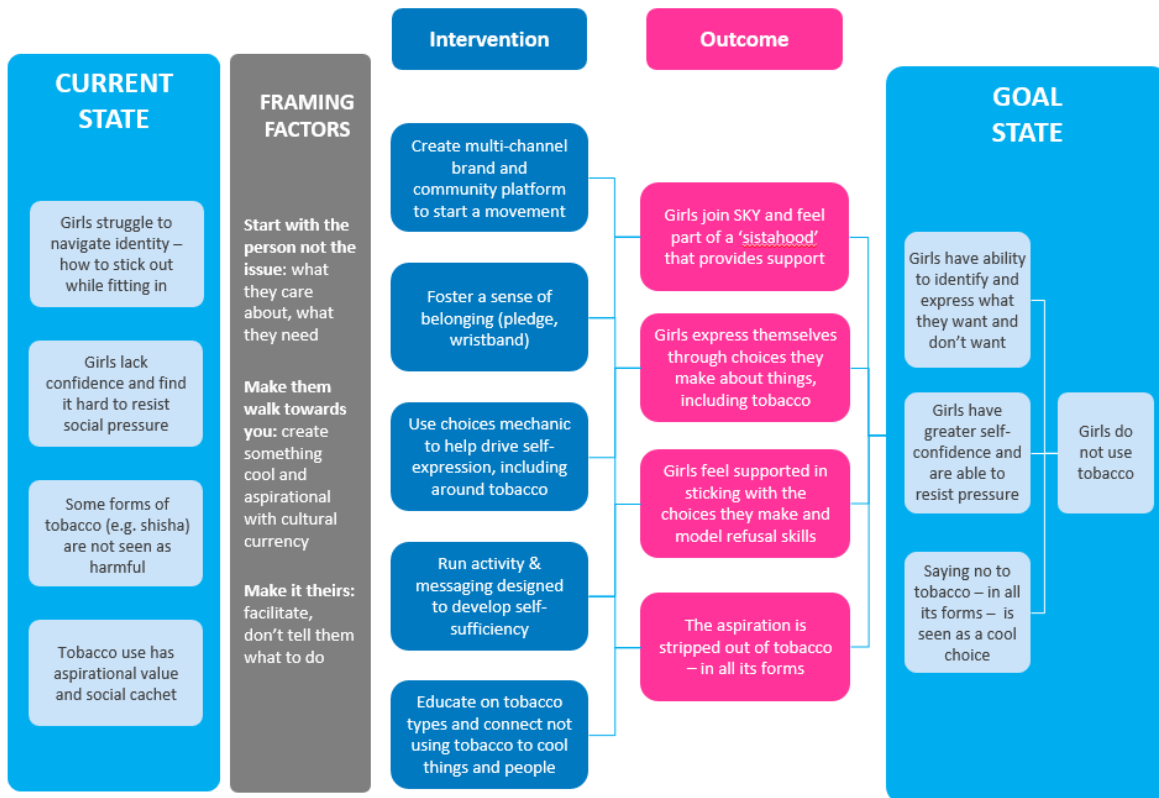 Intervention
Outcome
CURRENT
STATE
Girls struggle to
navigate identity –
how to stick out
while fitting in
Girls lack
confidence and find
it hard to resist
social pressure
Some forms of
tobacco (e.g. shisha)
are not seen as
harmful
Tobacco use has
aspirational value
and social cachet
FRAMING
FACTORS
Start with the
person not the
issue: what
they care
about, what
they need
Make them
walk towards
you: create
something
cool and
aspirational
with cultural
currency
Make it theirs:
facilitate,
don't tell them
what to do
Create multi-channel
brand and
community platform
to start a movement
Foster a sense of
belonging (pledge,
wristband)
Use choices mechanic
to help drive self-
expression, including
around tobacco
Run activity &
messaging designed
to develop self-
sufficiency
Educate on tobacco
types and connect not
using tobacco to cool
things and people
Girls join SKY and feel
part of a 'sistahood'
that provides support
Girls express themselves
through choices they
make about things,
including tobacco
Girls feel supported in
sticking with the
choices they make and
model refusal skills
The aspiration is
stripped out of tobacco
– in all its forms
GOAL
STATE
Girls have ability
to identify and
express what
they want and
don't want
Girls have
greater self-
confidence and
are able to
resist pressure
Saying no to
tobacco – in all
its forms – is
seen as a cool
choice
Girls do
not use
tobacco